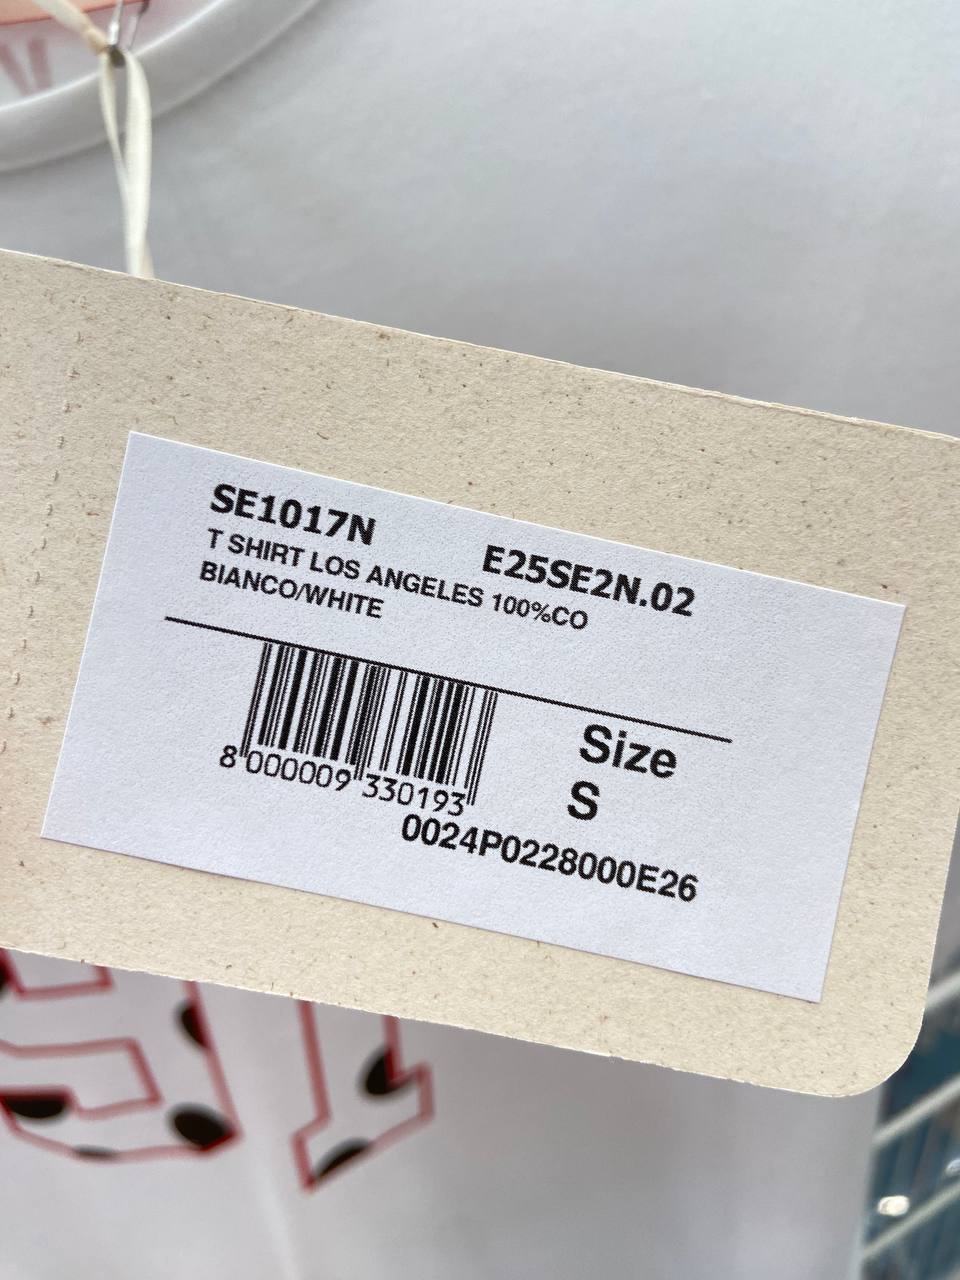 SE1017N
E25SE2N.02
T SHIRT LOS ANGELES 100%CO
BIANCO/WHITE
Size
S
8 000009 330193
0024P0228000E26